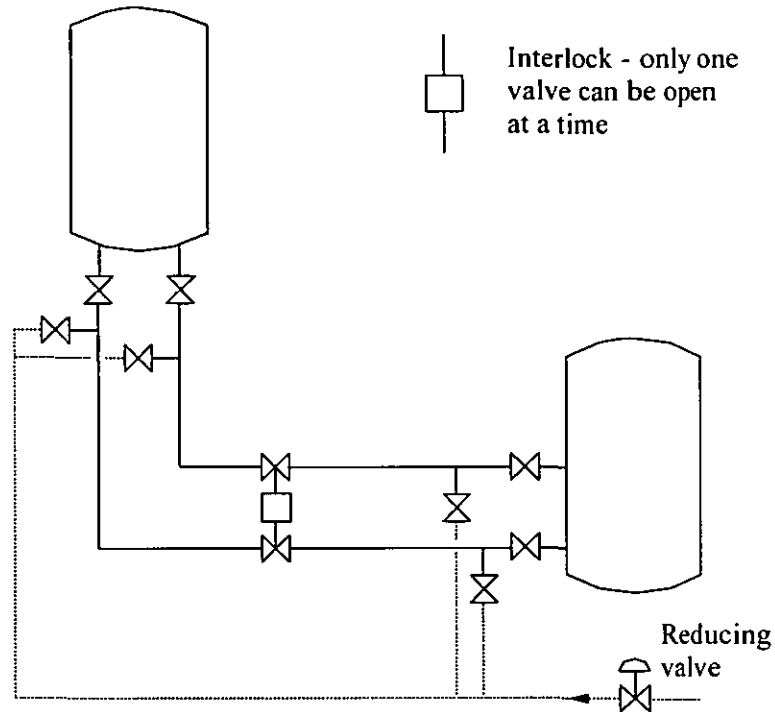 Interlock - only one
valve can be open
at a time
Reducing
valve